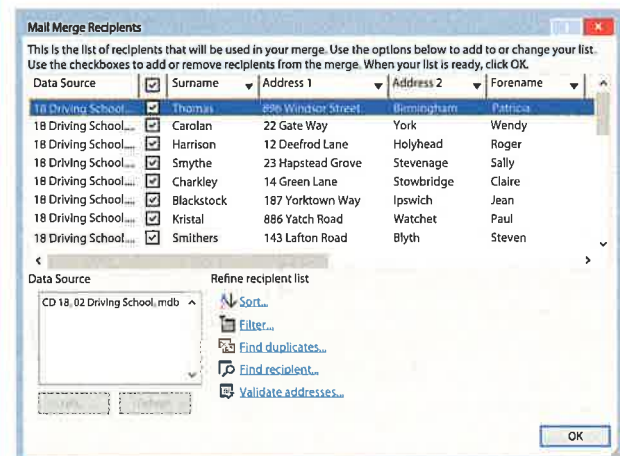 Mail Merge Recipients
This is the list of recipients that will be used in your merge. Use the options below to add to or change your list.
Use the checkboxes to add or remove recipients from the merge. When your list is ready, click OK.
Data Source Surname Address 1 Address 2 Forename
18 Driving School.... Thomas 896 Windsor Street Birmingham Patricia
18 Driving School.... Carolan 22 Gate Way York Wendy
18 Driving School.... Harrison 12 Deefrod Lane Holyhead Roger
18 Driving School.... Smythe 23 Hapstead Grove Stevenage Sally
18 Driving School.... Charkley 14 Green Lane Stowbridge Claire
18 Driving School.... Blackstock 187 Yorktown Way Ipswich Jean
18 Driving School.... Kristal 886 Yatch Road Watchet Paul
18 Driving School.... Smithers 143 Lafton Road Blyth Steven
Data Source Refine recipient list
CD 18, 02 Driving School, mdb
Sort...
Filter...
Find duplicates...
Find recipient...
Validate addresses...
OK